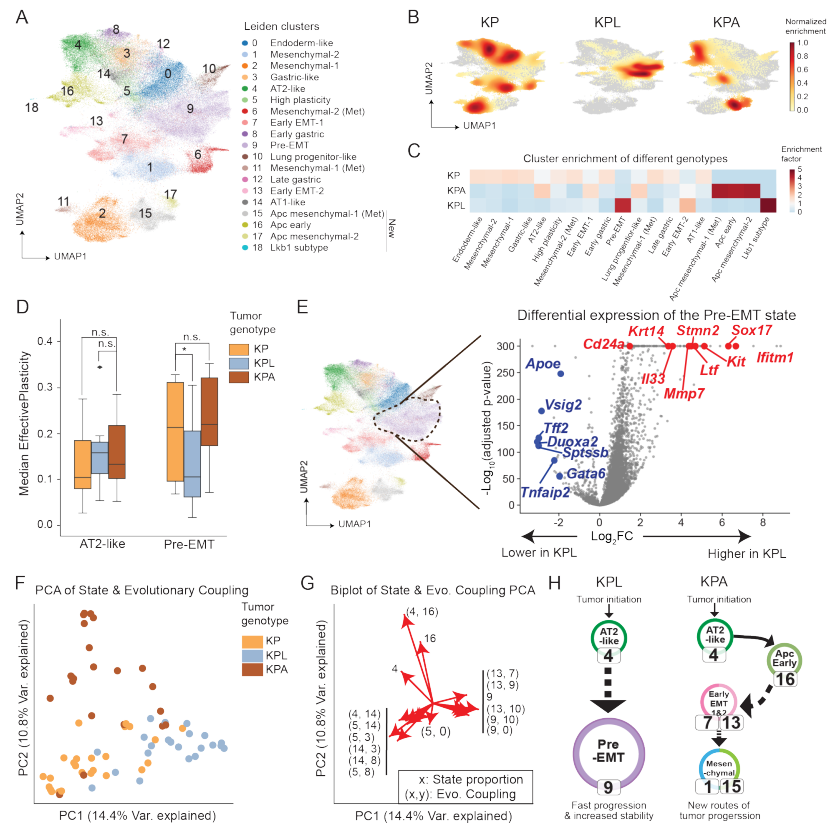 A
8
12
4
3
14
0
10
16
5
18
9
13
7
6
1
17
11
2
15
UMAP2
UMAP1
Leiden clusters
0 Endoderm-like
1 Mesenchymal-2
2 Mesenchymal-1
3 Gastric-like
4 AT2-like
5 High plasticity
6 Mesenchymal-2 (Met)
7 Early EMT-1
8 Early gastric
9 Pre-EMT
10 Lung progenitor-like
11 Mesenchymal-1 (Met)
12 Late gastric
13 Early EMT-2
14 AT1-like
15 Apc mesenchymal-1 (Met)
16 Apc early
17 Apc mesenchymal-2
18 Lkb1 subtype
New
B
KP
KPL
KPA
Normalized
enrichment
1.0
0.8
0.6
0.4
0.2
0.0
UMAP2
UMAP1
C
Cluster enrichment of different genotypes
Enrichment
factor
5
4
3
2
1
0
KP
KPA
KPL
Endoderm-like
Mesenchymal-2
Mesenchymal-1
Gastric-like
AT2-like
High plasticity
Mesenchymal-2 (Met)
Early EMT-1
Early gastric
Pre-EMT
Lung progenitor-like
Mesenchymal-1 (Met)
Late gastric
Early EMT-2
AT1-like
Apc mesenchymal-1 (Met)
Apc early
Apc mesenchymal-2
Lkb1 subtype
D
n.s.
n.s.
n.s.
*
Tumor
genotype
KP
KPL
KPA
0.4
0.3
0.2
0.1
0.0
Median EffectivePlasticity
AT2-like
Pre-EMT
E
UMAP2
UMAP1
Differential expression of the Pre-EMT state
Krt14
Stmn2
Sox17
Cd24a
Il33
Mmp7
Ltf
Kit
Ifitm1
Apoe
Vsig2
Tff2
Duoxa2
Sptssb
Gata6
Tnfaip2
300
250
200
150
100
50
0
-Log10(adjusted p-value)
-2
0
2
4
6
8
Log2FC
Lower in KPL
Higher in KPL
F
PCA of State & Evolutionary Coupling
Tumor
genotype
KP
KPL
KPA
PC2 (10.8% Var. explained)
PC1 (14.4% Var. explained)
G
Biplot of State & Evo. Coupling PCA
(4, 16)
16
4
(13, 7)
(13, 9)
9
(13, 10)
(9, 10)
(9, 0)
(4, 14)
(5, 14)
(5, 3)
(14, 3)
(14, 8)
(5, 8)
(5, 0)
x: State proportion
(x,y): Evo. Coupling
PC2 (10.8% Var. explained)
PC1 (14.4% Var. explained)
H
KPL
Tumor initiation
AT2
-like
4
Pre
-EMT
9
Fast progression
& increased stability
KPA
Tumor initiation
AT2
-like
4
Apc
Early
16
Early
EMT
1&2
7 13
Mesen
-chymal
1 15
New routes of
tumor progerssion